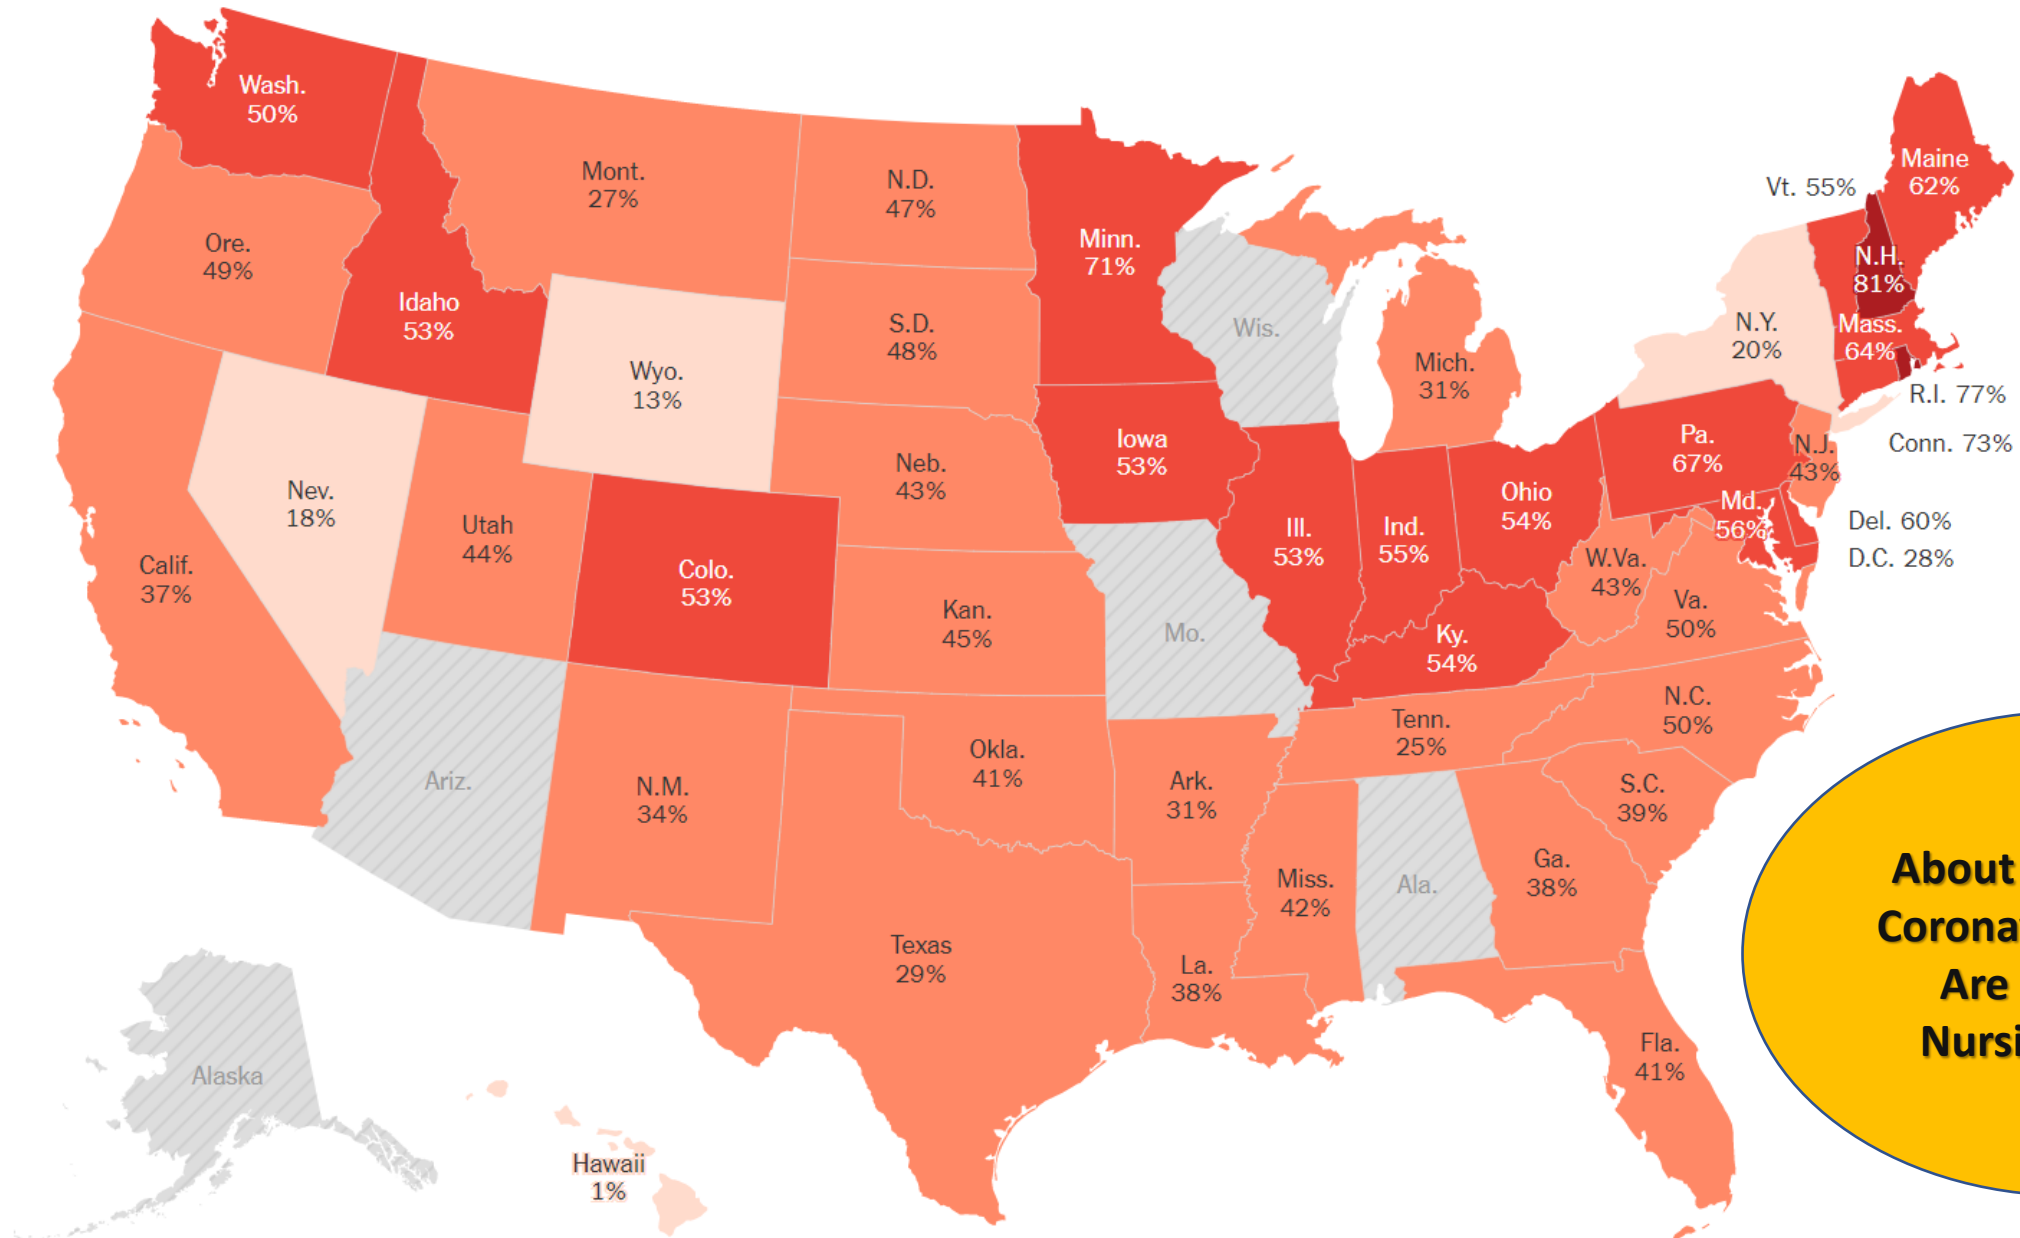 Wash.
50%
Mont.
27%
N.D.
47%
Minn.
71%
Maine
62%
Vt. 55%
Ore.
49%
Idaho
53%
N.H.
81%
Wyo.
13%
S.D.
48%
Wis.
Mich.
31%
N.Y.
20%
Mass.
64%
R.I. 77%
Conn. 73%
Nev.
18%
Utah
44%
Neb.
43%
Iowa
53%
Pa.
67%
N.J.
43%
Calif.
37%
Colo.
53%
Ill.
53%
Ind.
55%
Ohio
54%
Md.
56%
Del. 60%
D.C. 28%
W.Va.
43%
Va.
50%
Kan.
45%
Mo.
Ky.
54%
N.C.
50%
Tenn.
25%
Ariz.
N.M.
34%
Okla.
41%
Ark.
31%
S.C.
39%
Miss.
42%
Ala.
Ga.
38%
Texas
29%
La.
38%
Fla.
41%
Alaska
Hawaii
1%
About
Are